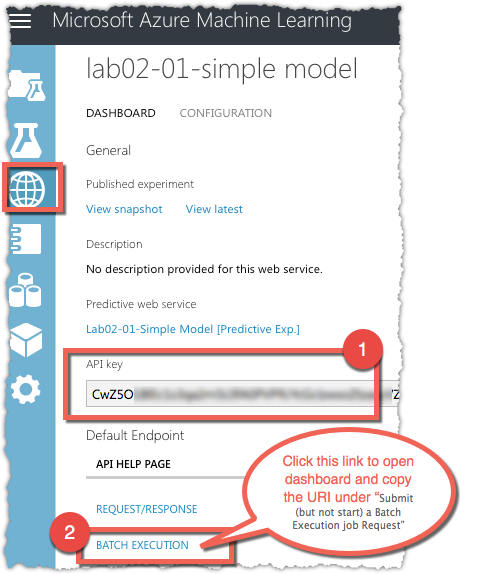 Microsoft Azure Machine Learning
lab02-01-simple model
DASHBOARD CONFIGURATION
General
Published experiment
View snapshot View latest
Description
No description provided for this web service.
Predictive web service
Lab02-01-Simple Model [Predictive Exp.]
1
API key
CwZ5O
Default Endpoint
API HELP PAGE
REQUEST/RESPONSE
2
BATCH EXECUTION
Click this link to open
dashboard and copy
the URI under “Submit
(but not start) a Batch
Execution job Request”